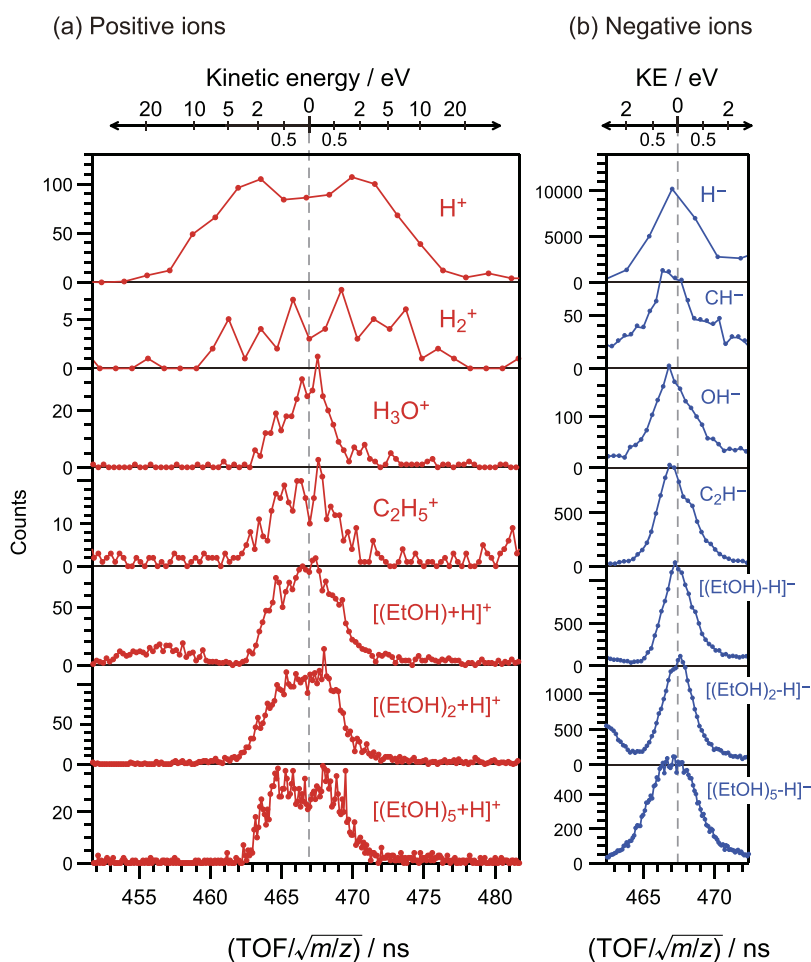 (a) Positive ions
(b) Negative ions
Kinetic energy / eV
KE / eV
20 10 5 2 0 2 5 10 20
0.5 0.5
2 0 2
0.5 0.5
100
50
0
H⁺
10000
5000
0
H⁻
5
0
H₂⁺
50
0
CH⁻
20
0
H₃O⁺
100
0
OH⁻
10
0
C₂H₅⁺
500
0
C₂H⁻
Counts
50
0
[(EtOH)+H]⁺
500
0
[(EtOH)-H]⁻
50
0
[(EtOH)₂+H]⁺
1000
500
0
[(EtOH)₂-H]⁻
20
0
[(EtOH)₅+H]⁺
400
200
0
[(EtOH)₅-H]⁻
455 460 465 470 475 480
465 470
(TOF/√m/z) / ns
(TOF/√m/z) / ns